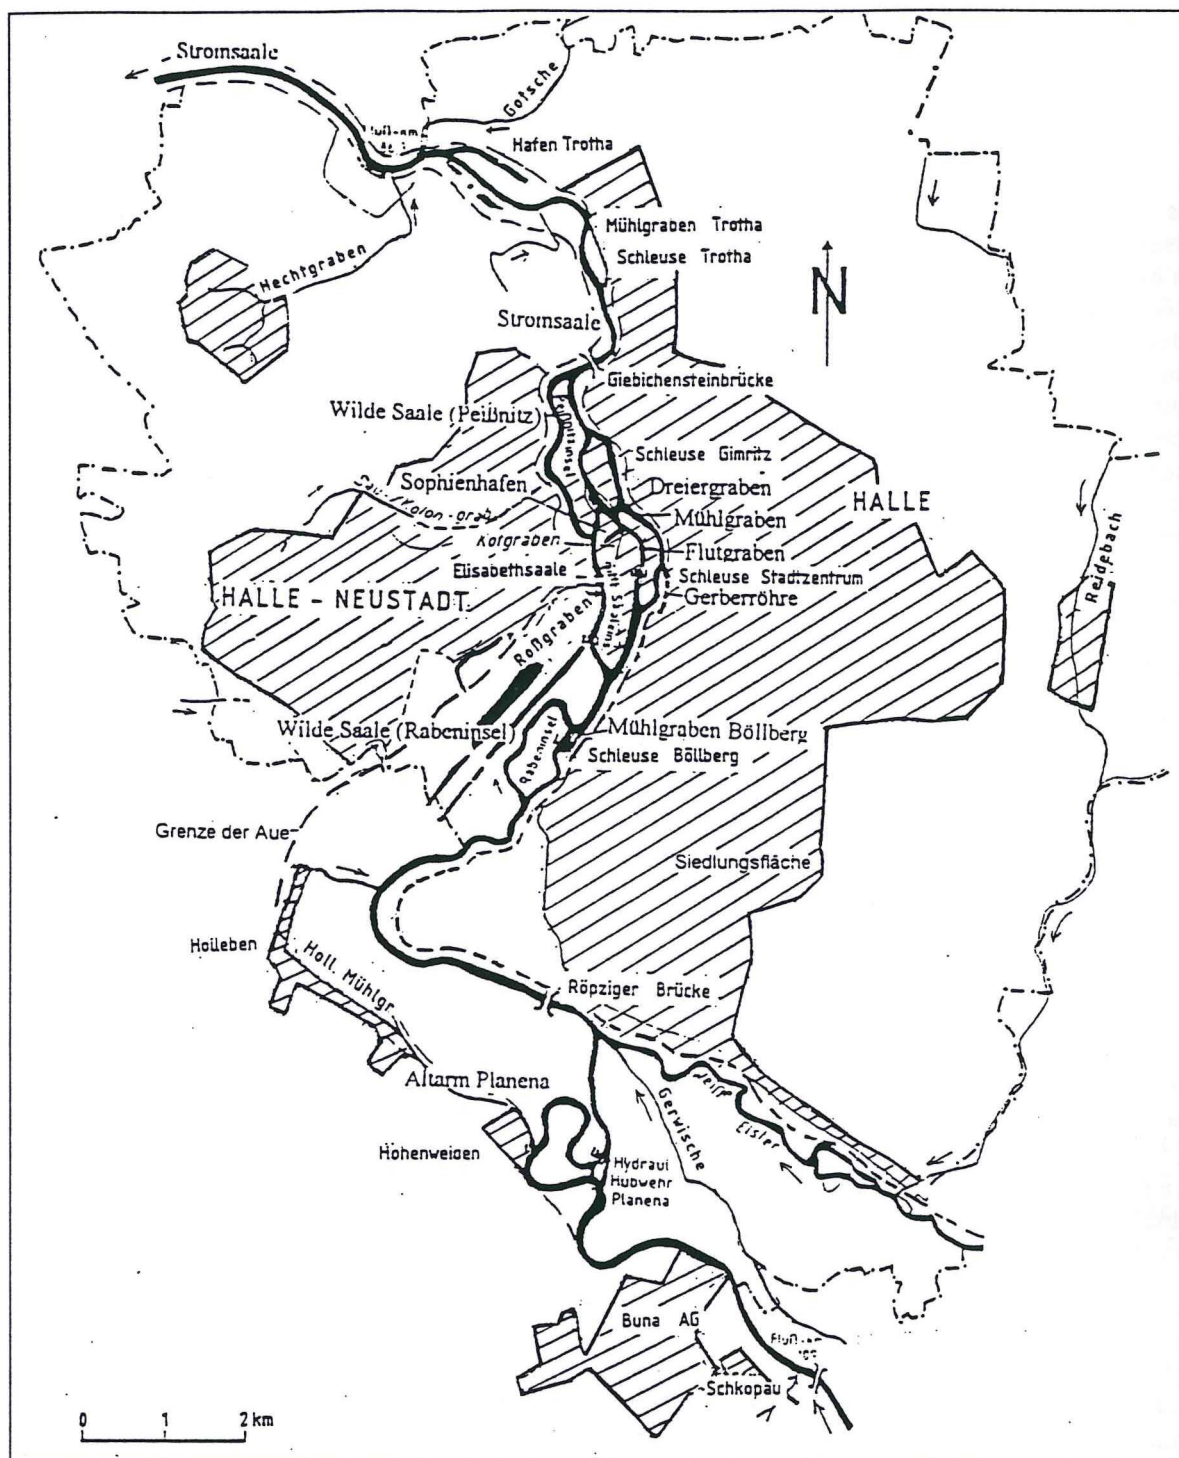 Stromsaale
Gotsche
Hafen Trotha
Mühlgraben Trotha
Schleuse Trotha
Hechtgraben
N
Stromsaale
Giebichensteinbrücke
Wilde Saale (Peißnitz)
Peißnitzinsel
Schleuse Gimritz
Sophienhafen
Dreiergraben
HALLE
Mühlgraben
Kotgraben
Flutgraben
Elisabethsaale
Schleuse Stadtzentrum
HALLE - NEUSTADT
Gerberröhre
Reidebach
Roßgraben
Wilde Saale (Rabeninsel)
Rabeninsel
Mühlgraben Böllberg
Schleuse Böllberg
Grenze der Aue
Siedlungsfläche
Holleben
Holl. Mühlgr.
Röpziger Brücke
Altarm Planena
Gerwische
Elster
Hohenweiden
Hydraul
Hubwehr
Planena
Buna AG
Schkopau
0 1 2 km